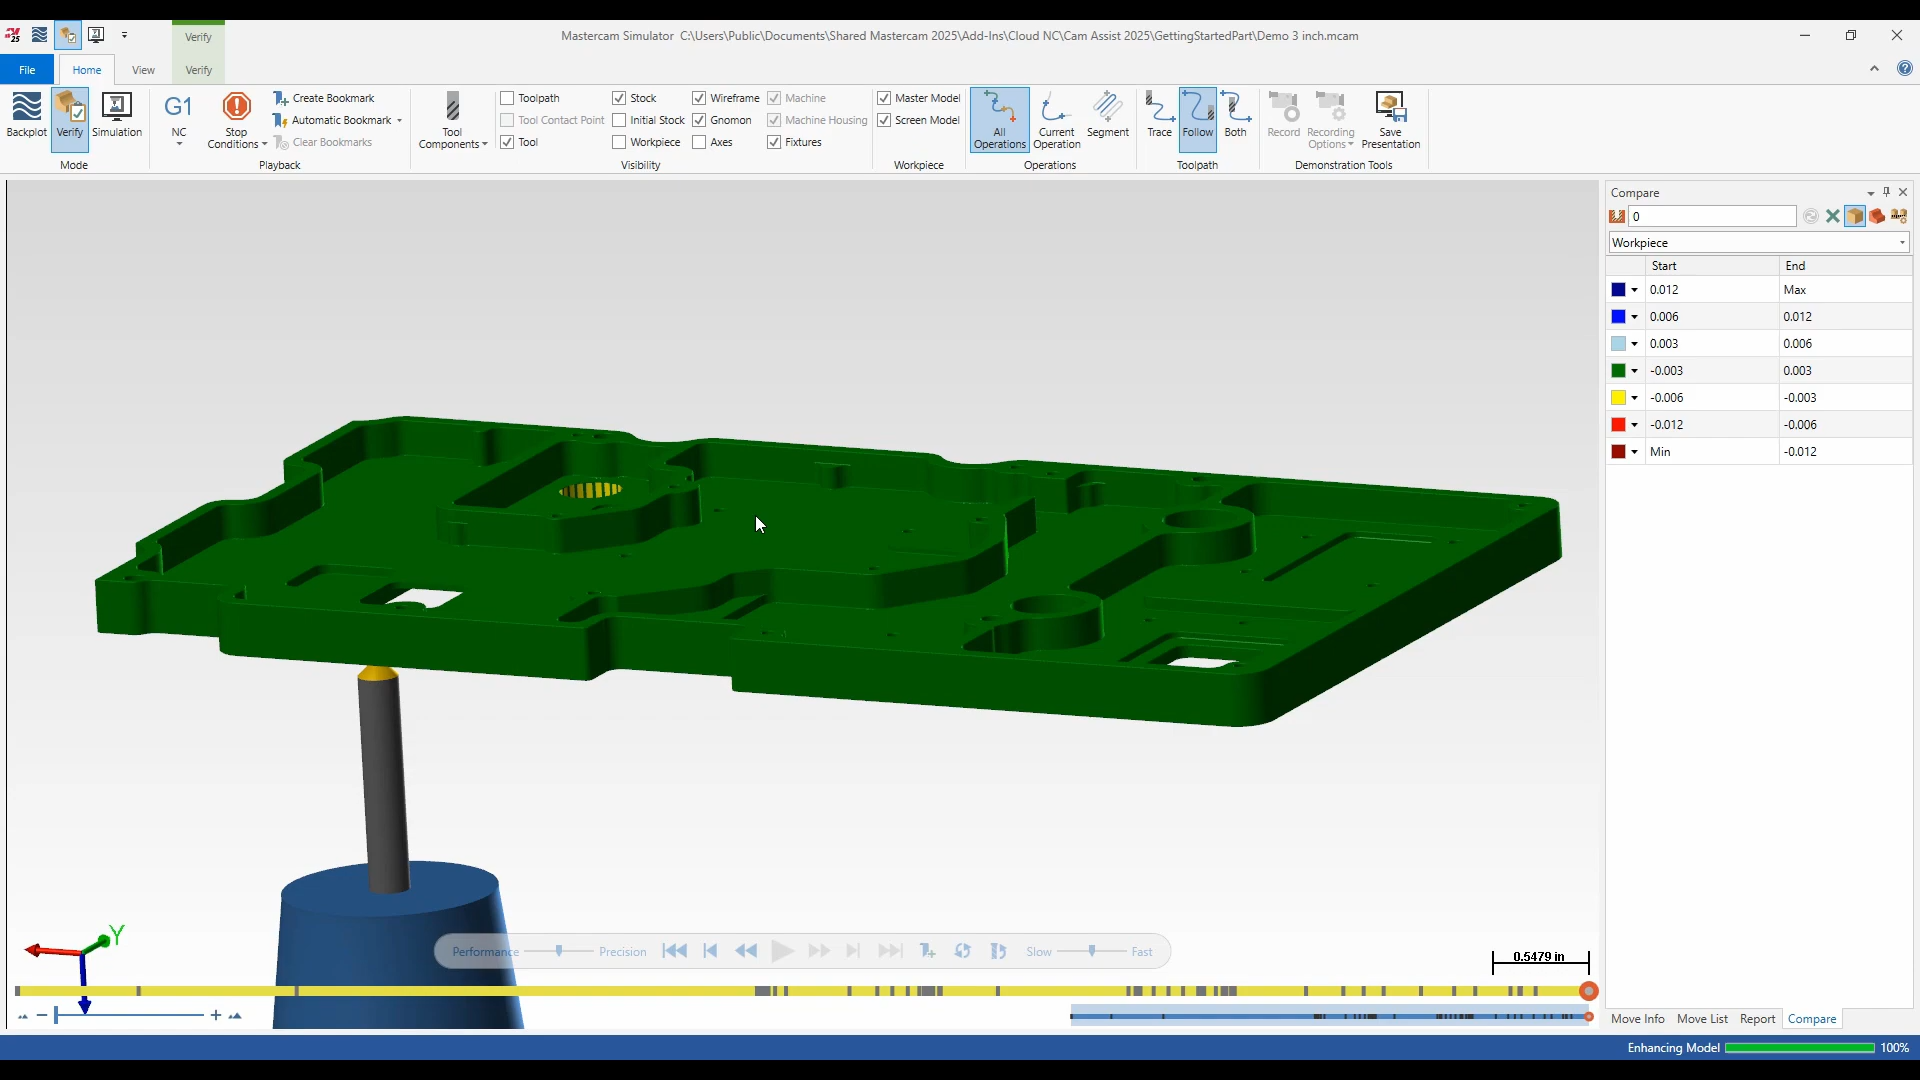 25
Verify
Mastercam Simulator C:\Users\Public\Documents\Shared Mastercam 2025\Add-Ins\Cloud NC\Cam Assist 2025\GettingStartedPart\Demo 3 inch.mcam
File
Home
View
Verify
Backplot
Verify
Simulation
Mode
G1
NC
Stop
Conditions
Create Bookmark
Automatic Bookmark
Clear Bookmarks
Playback
Tool
Components
Toolpath
Tool Contact Point
Tool
Stock
Initial Stock
Workpiece
Wireframe
Gnomon
Axes
Machine
Machine Housing
Fixtures
Visibility
Master Model
Screen Model
Workpiece
All
Operations
Current
Operation
Segment
Operations
Trace
Follow
Both
Toolpath
Record
Recording
Options
Save
Presentation
Demonstration Tools
Compare
0
Workpiece
Start End
0.012 Max
0.006 0.012
0.003 0.006
-0.003 0.003
-0.006 -0.003
-0.012 -0.006
Min -0.012
Y
Performance
Precision
Slow
Fast
0.5479 in
Move Info
Move List
Report
Compare
Enhancing Model
100%